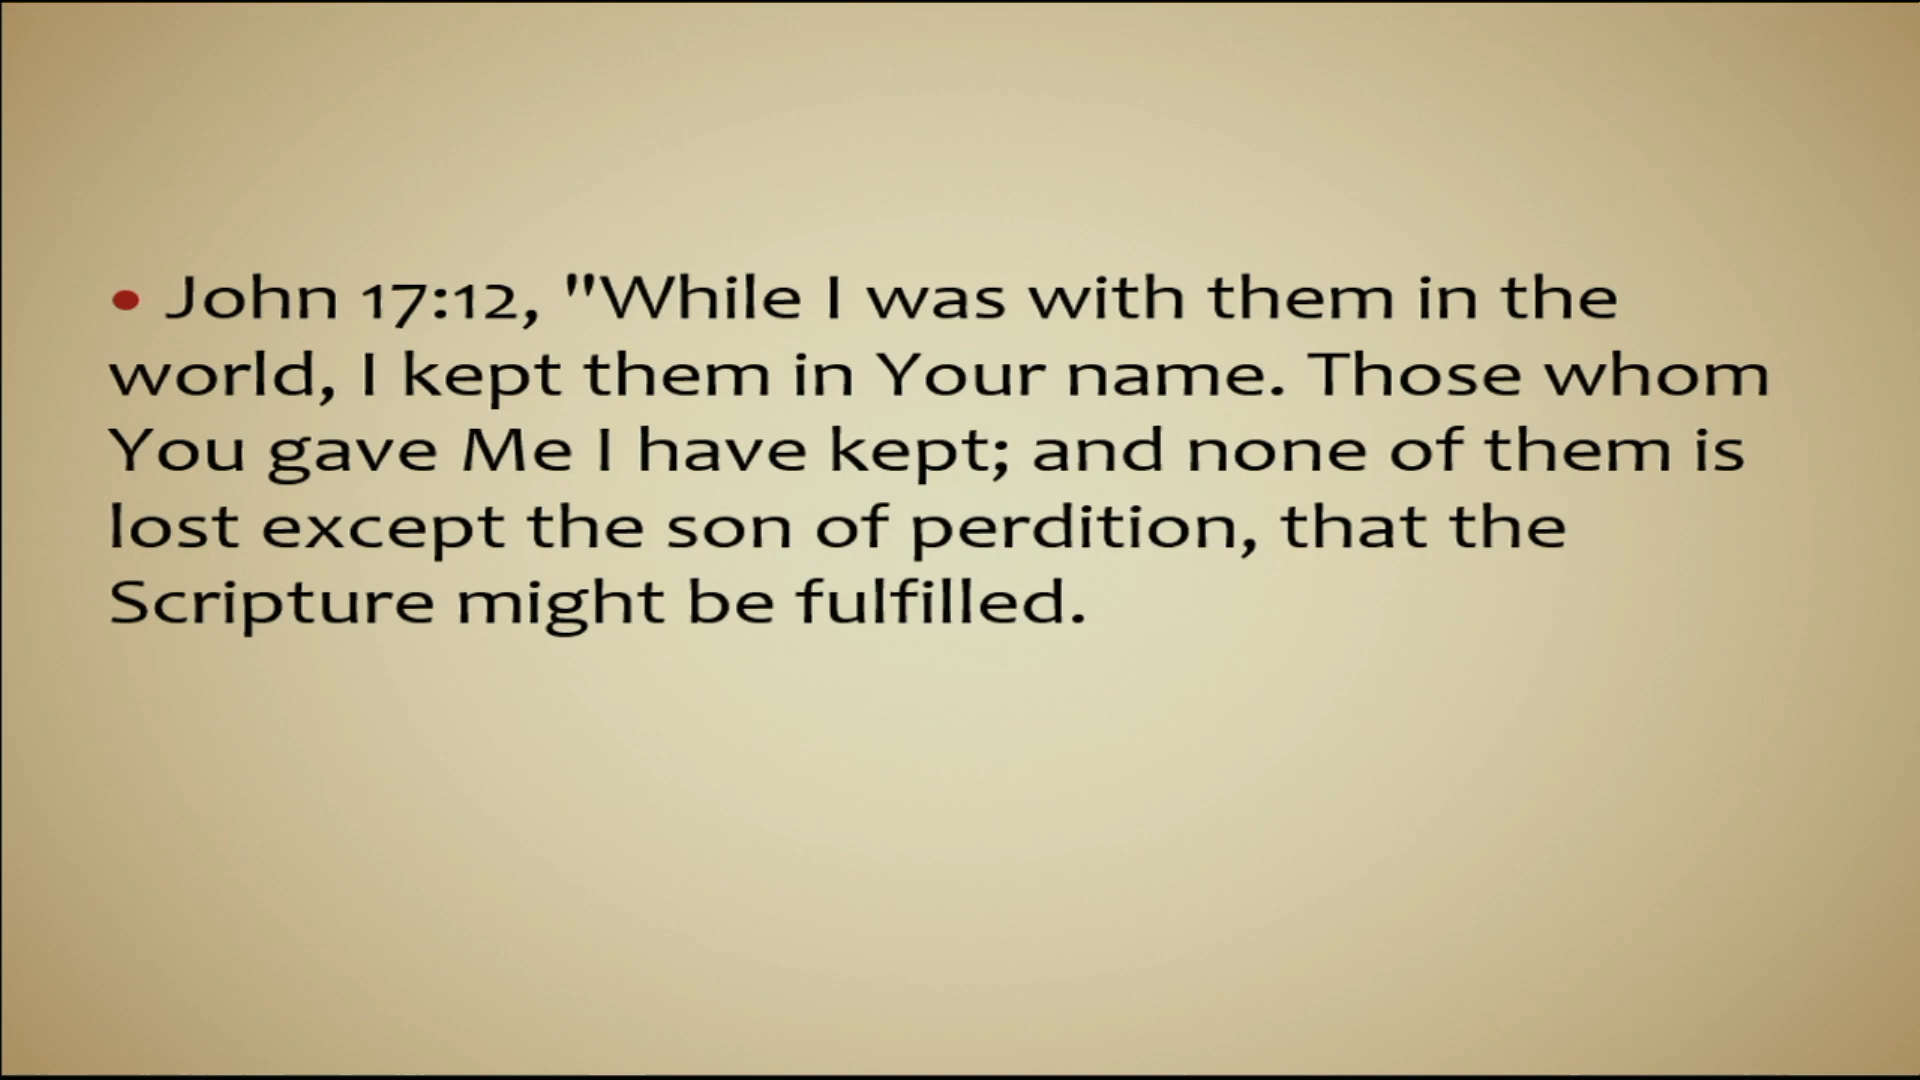 • John 17:12, "While I was with them in the
world, I kept them in Your name. Those whom
You gave Me I have kept; and none of them is
lost except the son of perdition, that the
Scripture might be fulfilled.